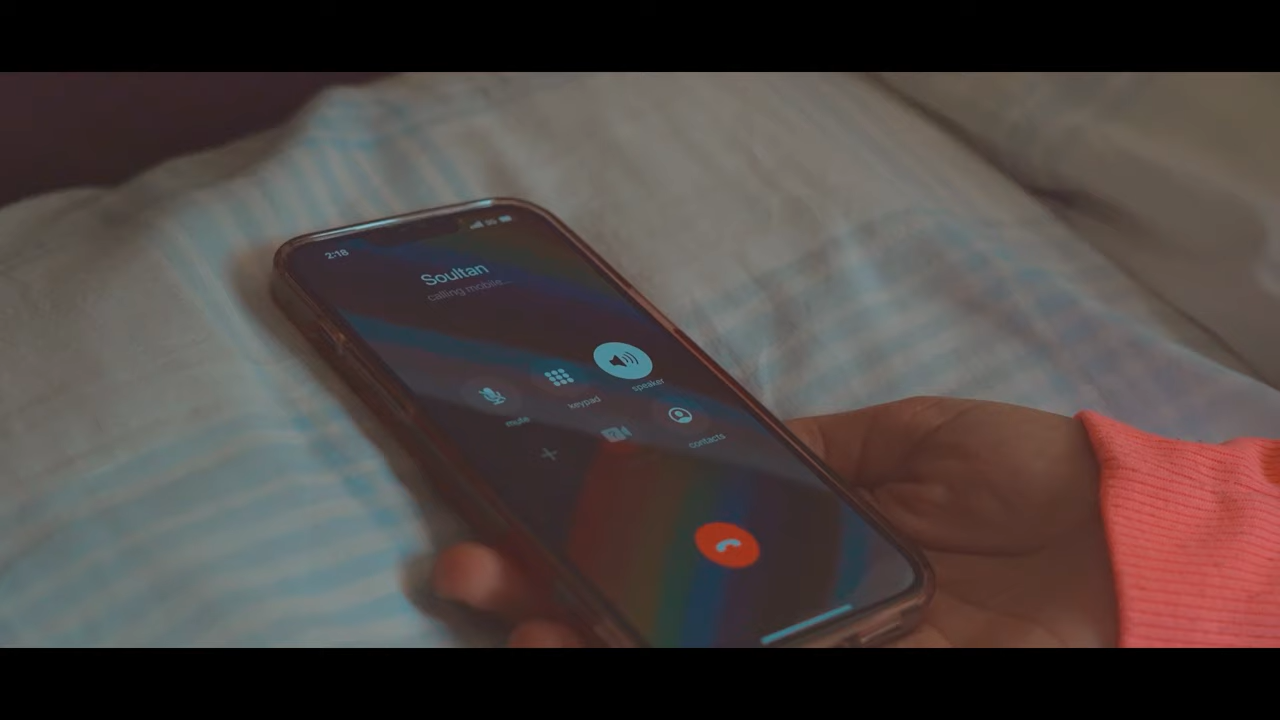 2:18
Soultan
calling mobile...
mute
keypad
speaker
contacts